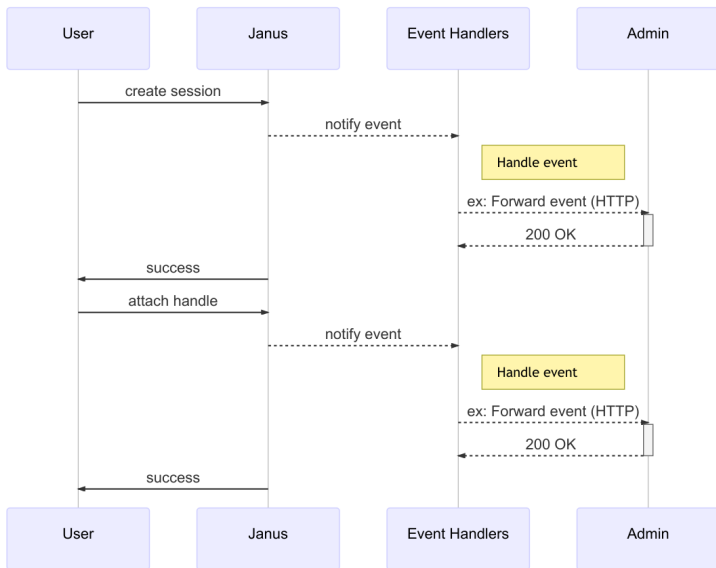 User
Janus
Event Handlers
Admin
create session
notify event
Handle event
ex: Forward event (HTTP)
200 OK
success
attach handle
notify event
Handle event
ex: Forward event (HTTP)
200 OK
success
User
Janus
Event Handlers
Admin